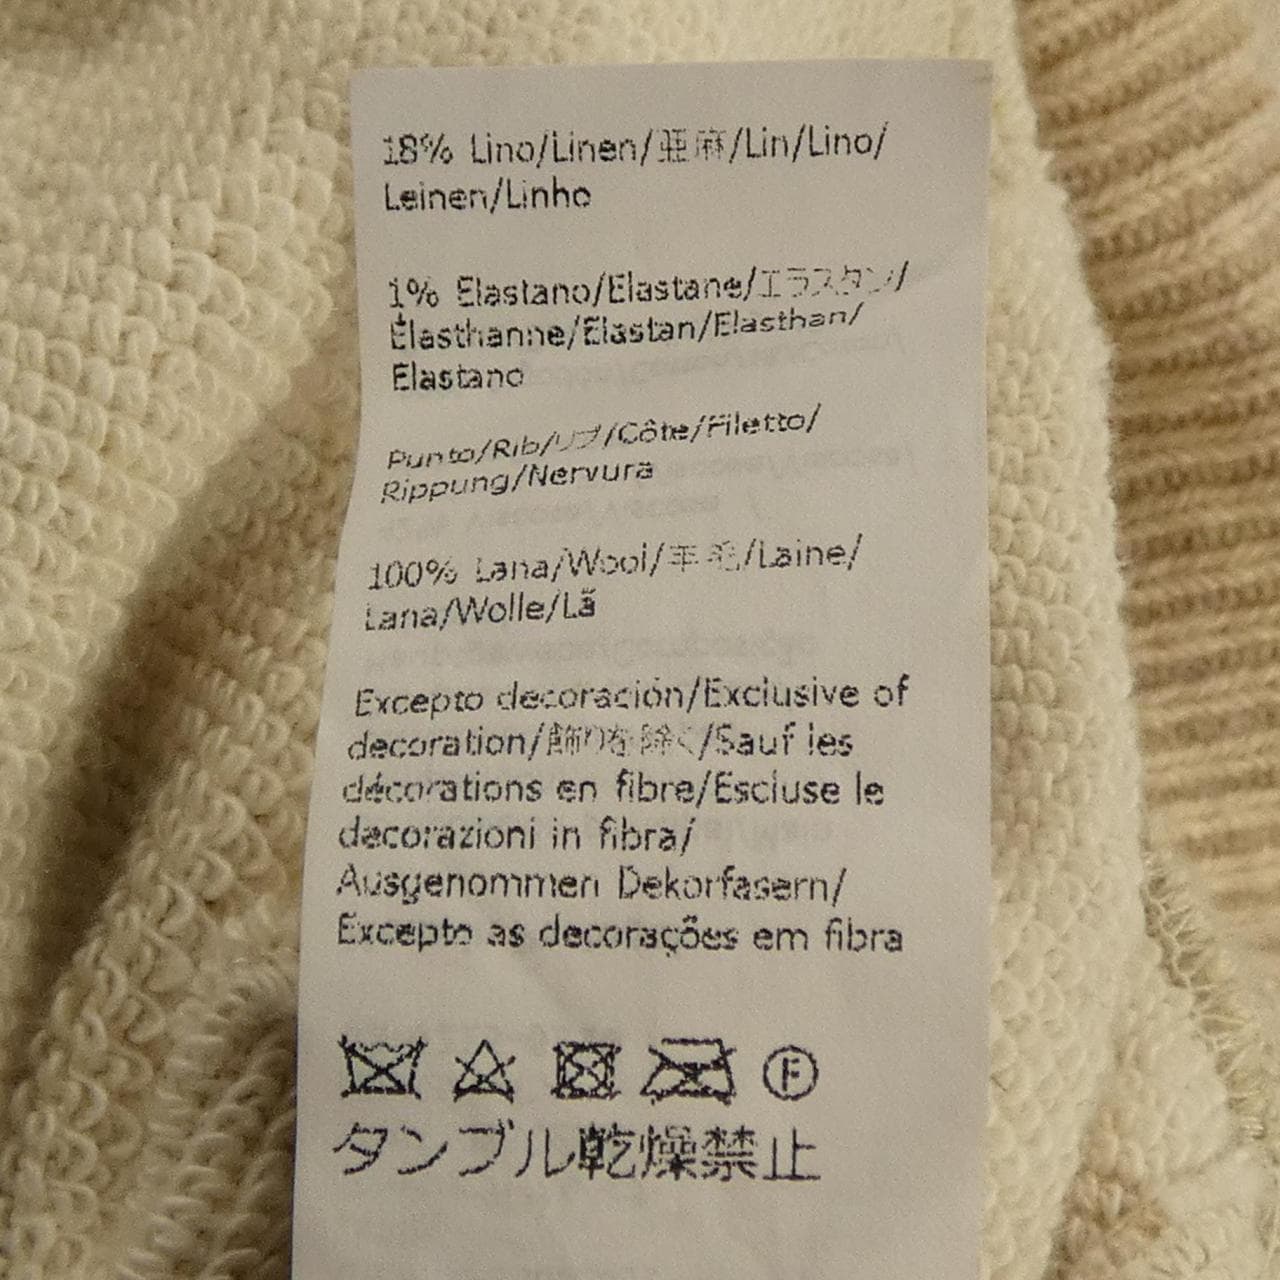 18% Lino/Linen/亜麻/Lin/Lino/
Leinen/Linho
1% Elastano/Elastane/エラスタン/
Élasthanne/Elastan/Elasthan/
Elastano
Punto/Rib/リブ/Côte/Filetto/
Rippung/Nervura
100% Lana/Wool/羊毛/Laine/
Lana/Wolle/Lã
Excepto decoración/Exclusive of
decoration/飾りを除く/Sauf les
décorations en fibre/Escluse le
decorazioni in fibra/
Ausgenommen Dekorfasern/
Excepto as decorações em fibra
F
タンブル乾燥禁止